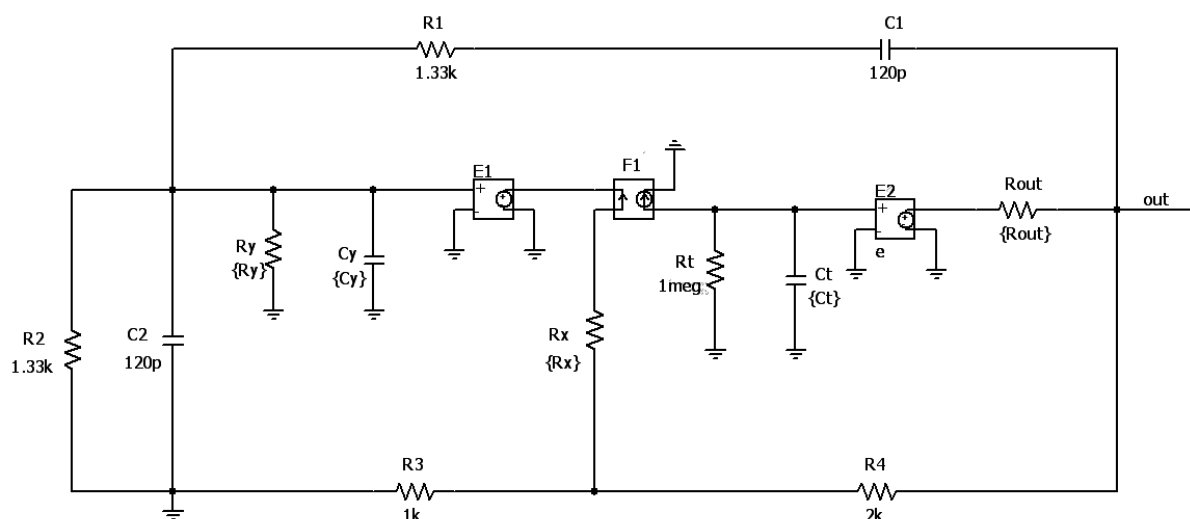 R1
1.33k
C1
120p
E1
+
-
+
F1
E2
+
-
+
e
Rout
{Rout}
out
Ry
{Ry}
Cy
{Cy}
Rt
1meg
Ct
{Ct}
R2
1.33k
C2
120p
Rx
{Rx}
R3
1k
R4
2k